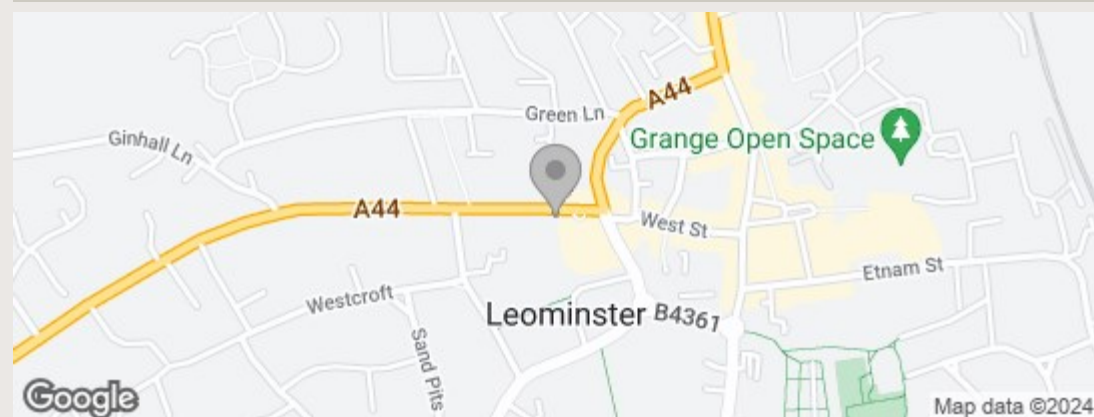 A44
Green Ln
Ginhall Ln
Grange Open Space
A44
West St
Etnam St
Westcroft
Leominster
B4361
Sand Pits
Google
Map data ©2024